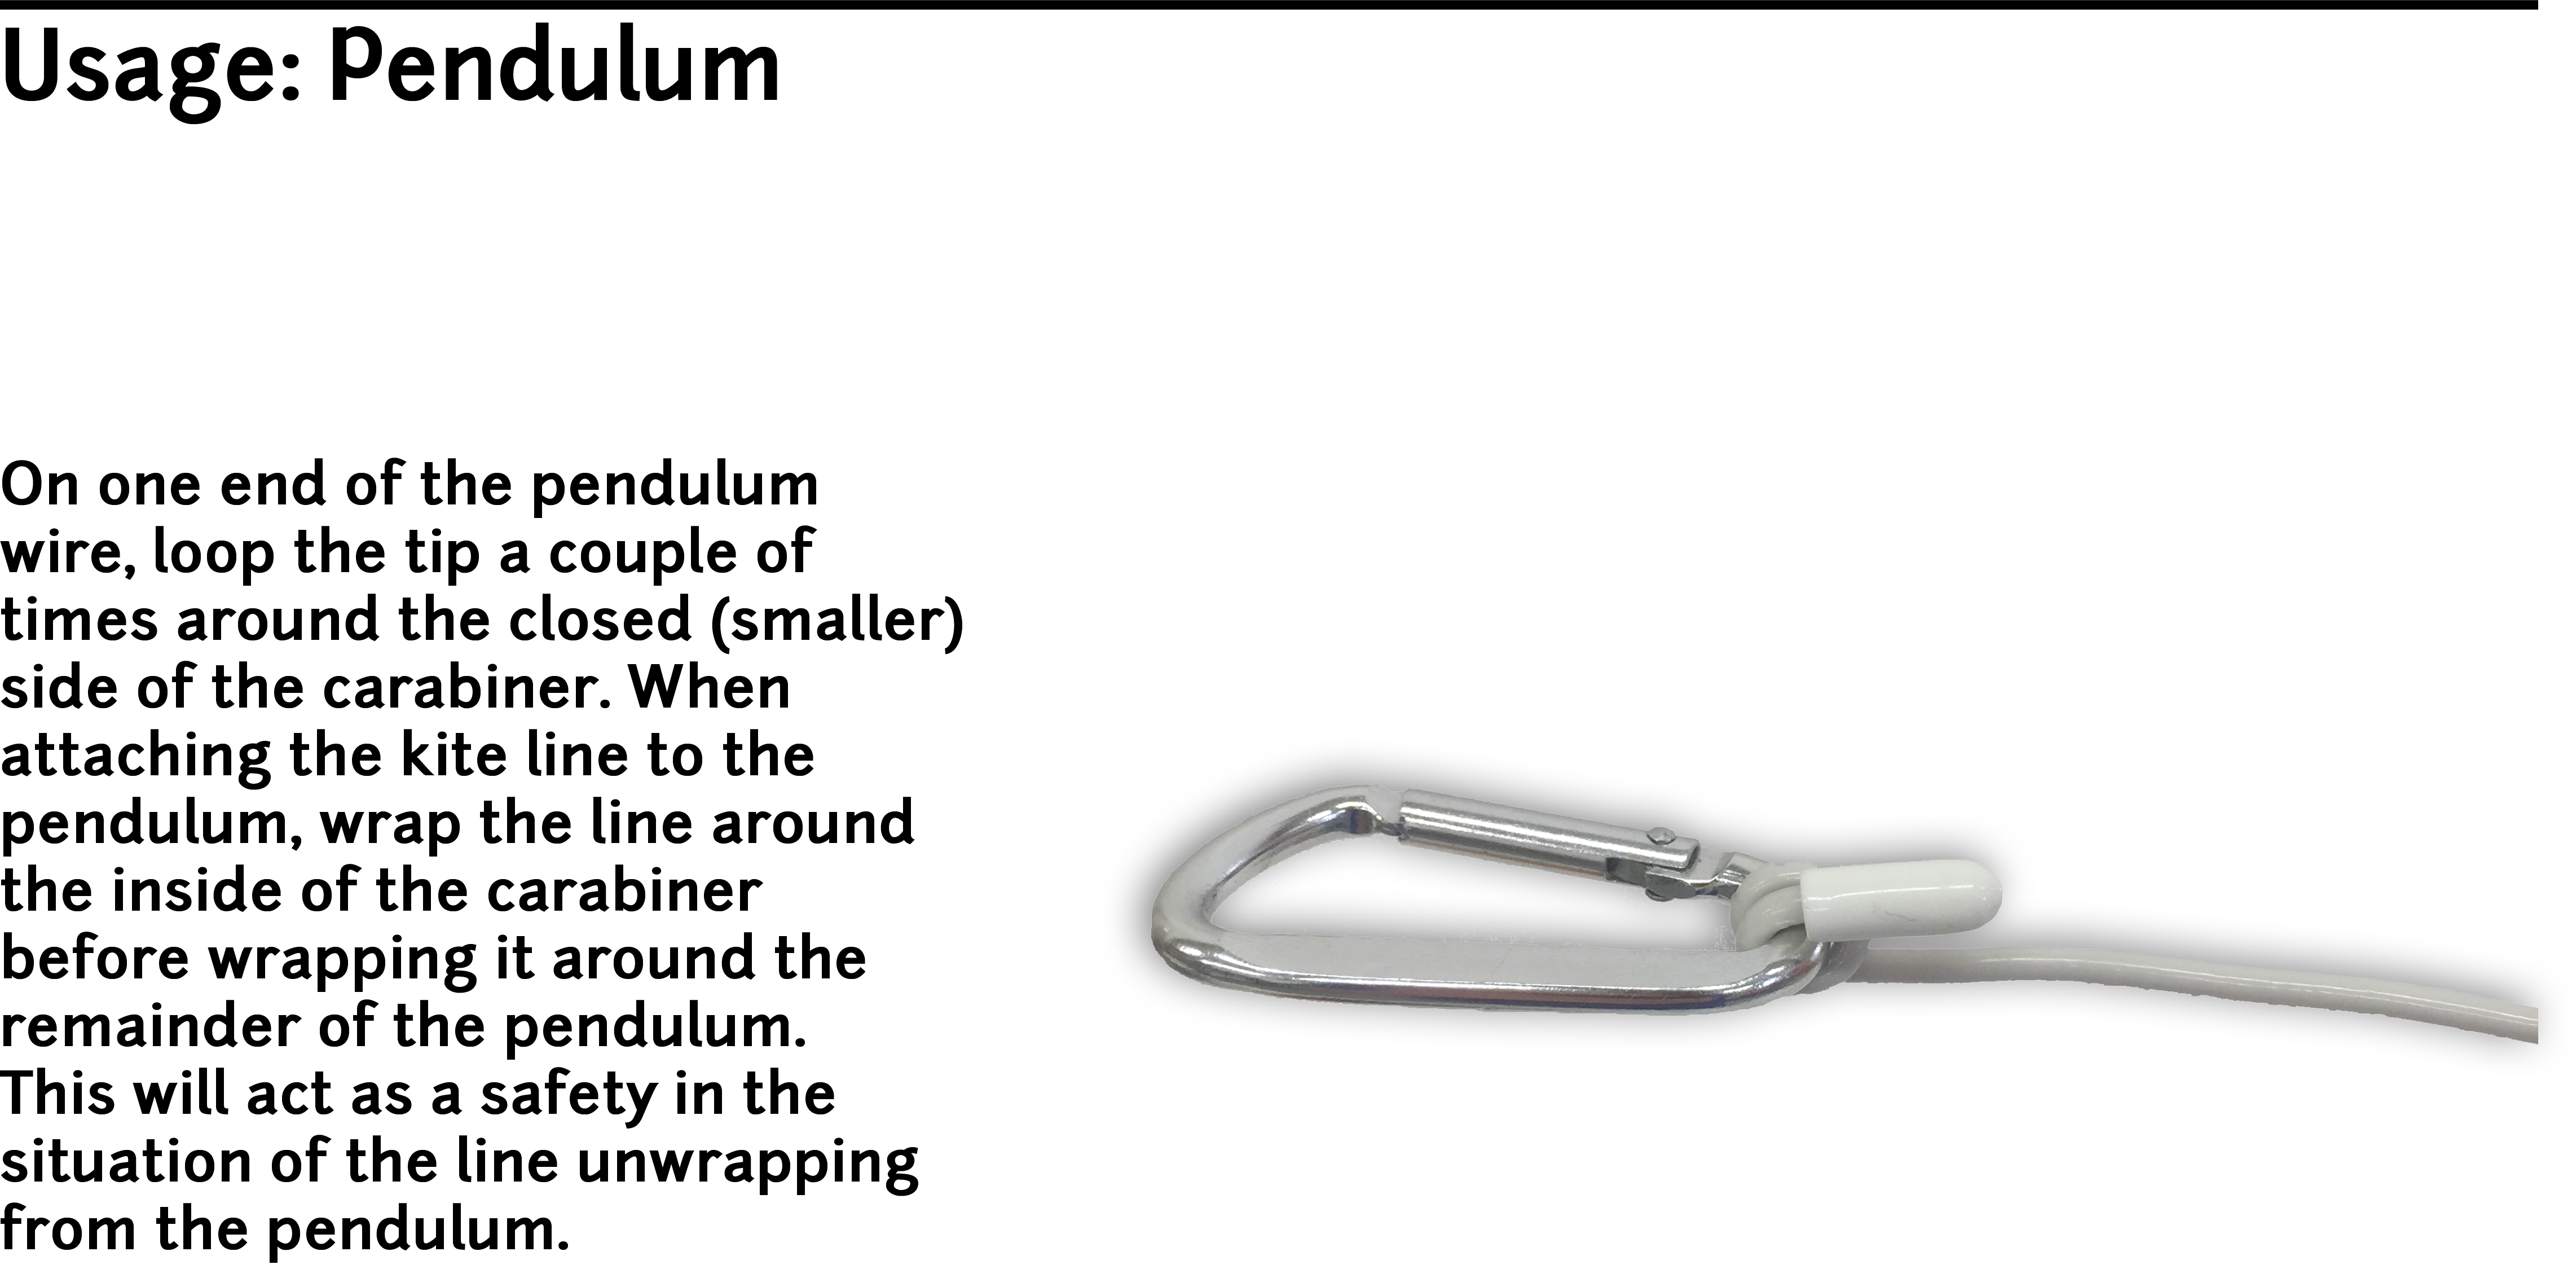 Usage: Pendulum
On one end of the pendulum
wire, loop the tip a couple of
times around the closed (smaller)
side of the carabiner. When
attaching the kite line to the
pendulum, wrap the line around
the inside of the carabiner
before wrapping it around the
remainder of the pendulum.
This will act as a safety in the
situation of the line unwrapping
from the pendulum.